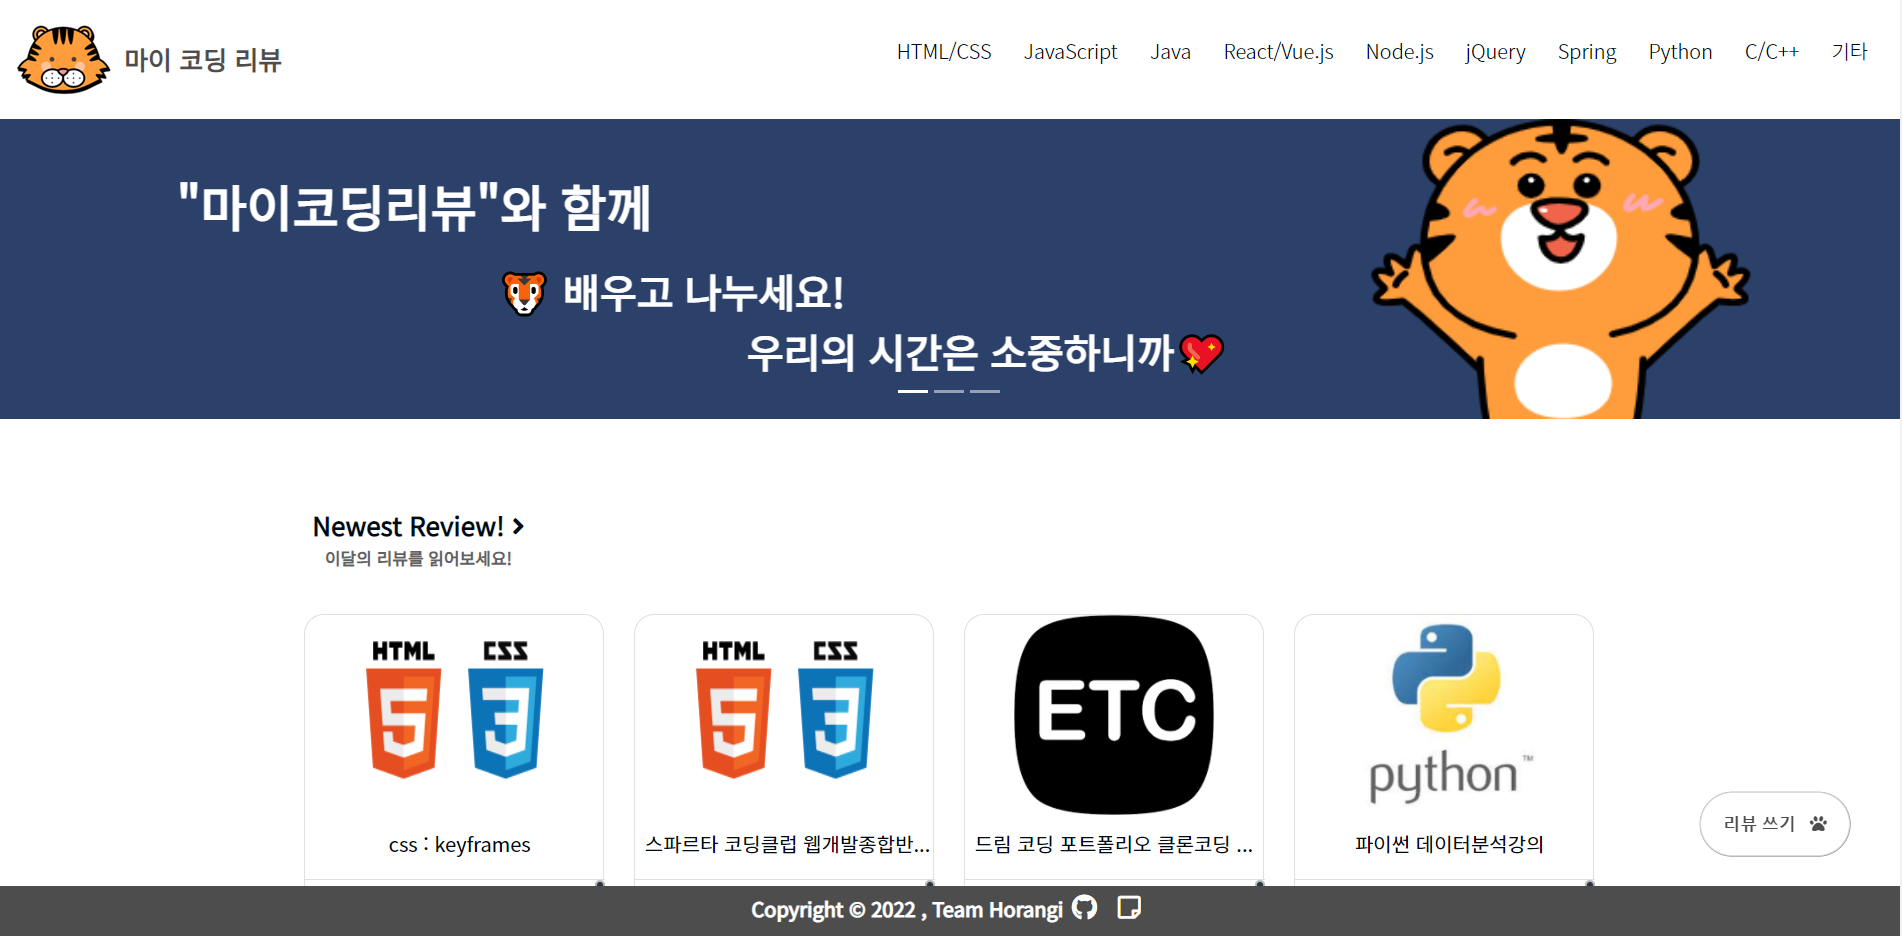 마이 코딩 리뷰
HTML/CSS JavaScript Java React/Vue.js Node.js jQuery Spring Python C/C++ 기타
"마이코딩리뷰"와 함께
배우고 나누세요!
우리의 시간은 소중하니까
Newest Review!
이달의 리뷰를 읽어보세요!
HTML CSS
5 3
HTML CSS
5 3
ETC
python™
css : keyframes
스파르타 코딩클럽 웹개발종합반...
드림 코딩 포트폴리오 클론코딩 ...
파이썬 데이터분석강의
리뷰 쓰기
Copyright © 2022 , Team Horangi